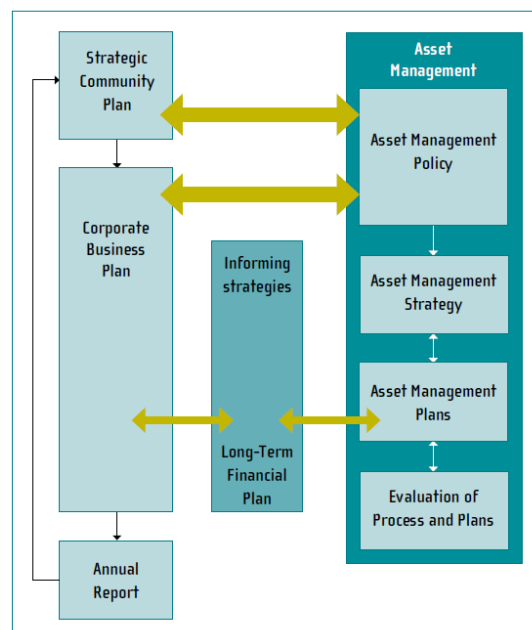 Strategic
Community
Plan
Corporate
Business
Plan
Annual
Report
Informing
strategies
Long-Term
Financial
Plan
Asset
Management
Asset Management
Policy
Asset Management
Strategy
Asset Management
Plans
Evaluation of
Process and Plans